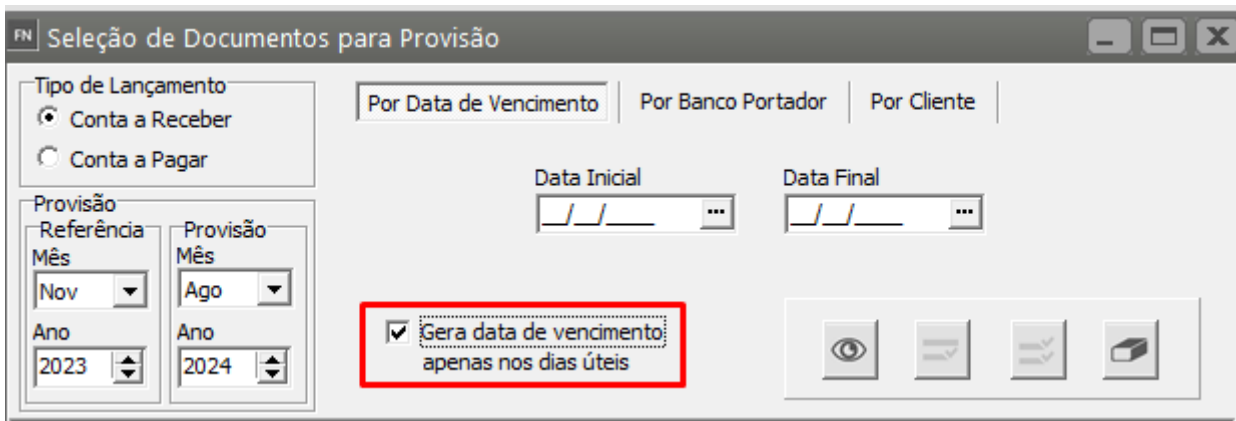 FN Seleção de Documentos para Provisão
Tipo de Lançamento
Conta a Receber
Conta a Pagar
Por Data de Vencimento
Por Banco Portador
Por Cliente
Data Inicial
Data Final
__/__/____ ...
__/__/____ ...
Provisão
Referência
Provisão
Mês
Mês
Nov
Ago
Ano
Ano
2023
2024
Gera data de vencimento
apenas nos dias úteis